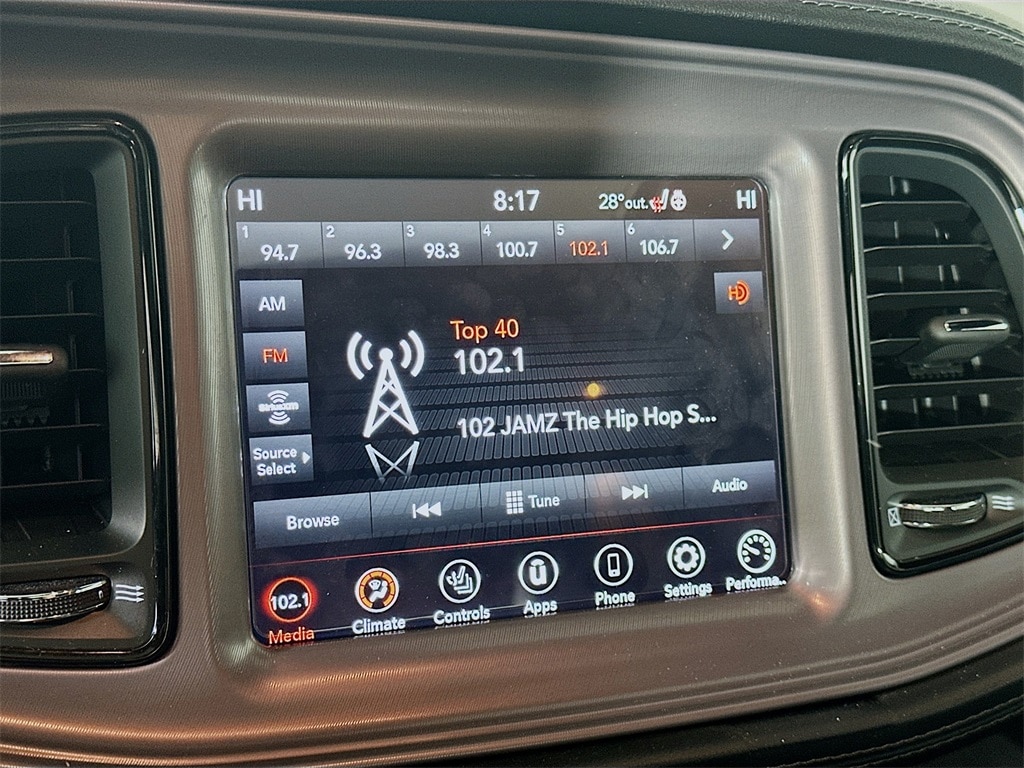 HI 8:17 28°out. HI
1 94.7 2 96.3 3 98.3 4 100.7 5 102.1 6 106.7
AM
HD
FM
Top 40
102.1
SiriusXM
102 JAMZ The Hip Hop S...
Source
Select
Browse Tune Audio
102.1
Media Climate Controls Apps Phone Settings Performa..